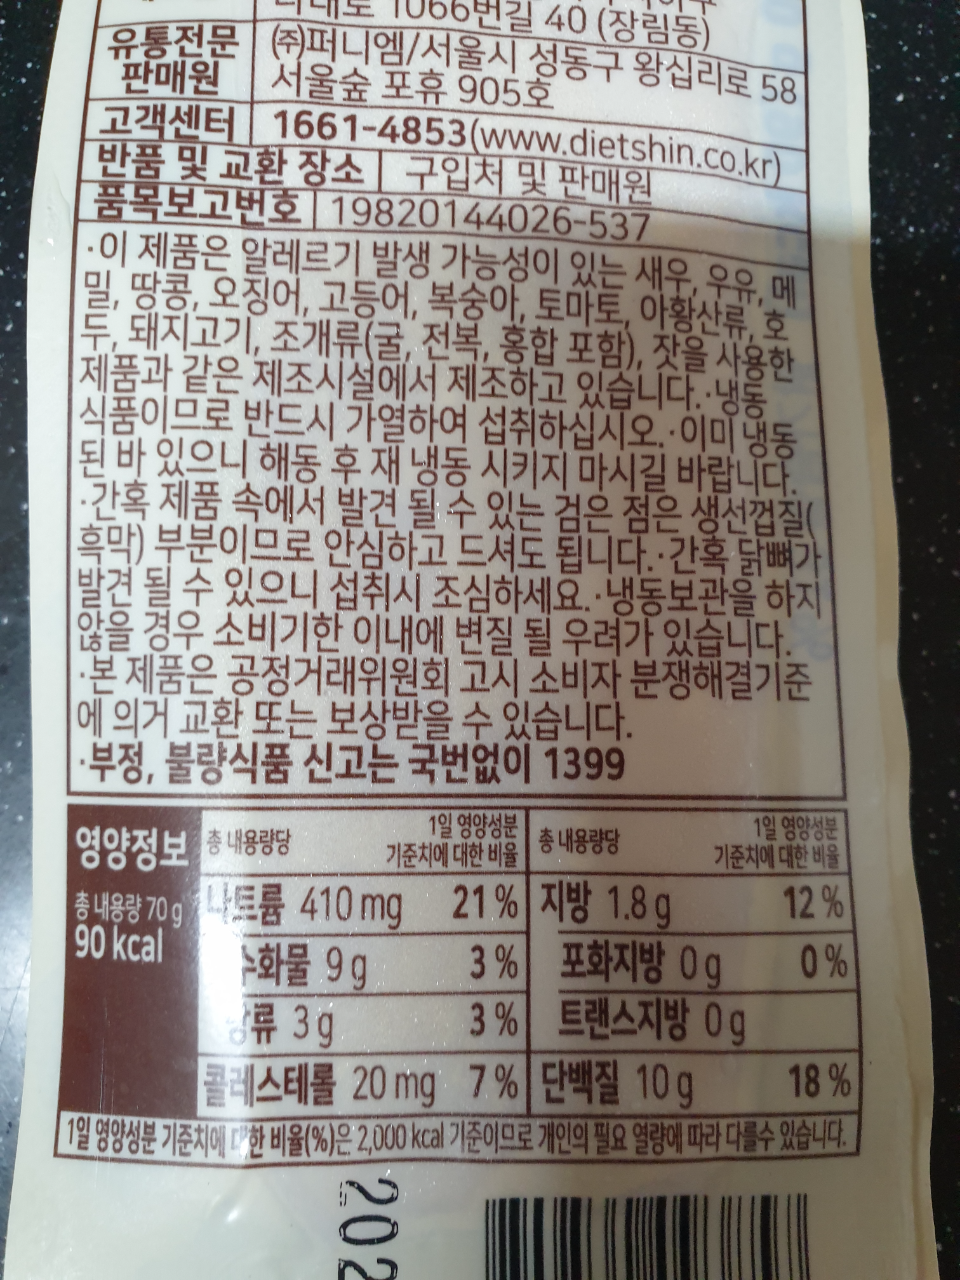 1066번길 40 (장림동)
유통전문
판매원
(주)퍼니엠/서울시 성동구 왕십리로 58
서울숲 포휴 905호
고객센터 1661-4853(www.dietshin.co.kr)
반품 및 교환 장소 구입처 및 판매원
품목보고번호 19820144026-537
·이 제품은 알레르기 발생 가능성이 있는 새우, 우유, 메
밀, 땅콩, 오징어, 고등어, 복숭아, 토마토, 아황산류, 호
두, 돼지고기, 조개류(굴, 전복, 홍합 포함), 잣을 사용한
제품과 같은 제조시설에서 제조하고 있습니다.·냉동
식품이므로 반드시 가열하여 섭취하십시오.·이미 냉동
된 바 있으니 해동 후 재 냉동 시키지 마시길 바랍니다.
·간혹 제품 속에서 발견 될 수 있는 검은 점은 생선껍질(
흑막) 부분이므로 안심하고 드셔도 됩니다.·간혹 닭뼈가
발견 될 수 있으니 섭취시 조심하세요.·냉동보관을 하지
않을 경우 소비기한 이내에 변질 될 우려가 있습니다.
·본 제품은 공정거래위원회 고시 소비자 분쟁해결기준
에 의거 교환 또는 보상받을 수 있습니다.
·부정, 불량식품 신고는 국번없이 1399
영양정보
총 내용량 70 g
90 kcal
총 내용량당 1일 영양성분 기준치에 대한 비율 총 내용량당 1일 영양성분 기준치에 대한 비율
나트륨 410 mg 21 % 지방 1.8 g 12 %
수화물 9 g 3 % 포화지방 0 g 0 %
당류 3 g 3 % 트랜스지방 0 g
콜레스테롤 20 mg 7 % 단백질 10 g 18 %
1일 영양성분 기준치에 대한 비율(%)은 2,000 kcal 기준이므로 개인의 필요 열량에 따라 다를수 있습니다.
202